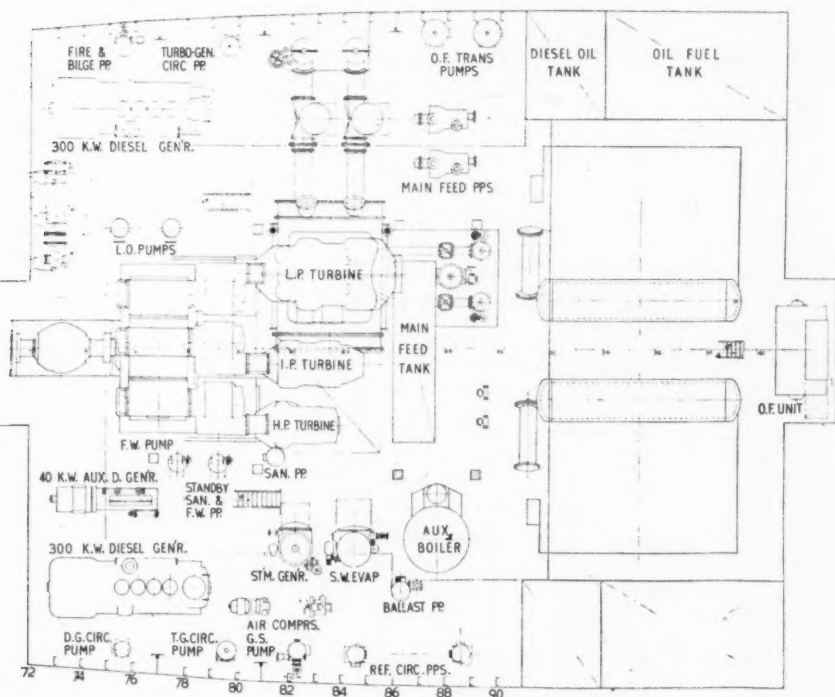 FIRE &
BILGE PP.
TURBO-GEN.
CIRC PP.
O.F. TRANS
PUMPS
DIESEL OIL
TANK
OIL FUEL
TANK
300 K.W. DIESEL GEN'R.
MAIN FEED PPS
L.O. PUMPS
L.P. TURBINE
MAIN
FEED
TANK
I.P. TURBINE
H.P. TURBINE
O.F. UNIT
F.W. PUMP
SAN. PP.
40 K.W. AUX. D. GEN'R.
STANDBY
SAN. &
F.W. PP.
AUX.
BOILER
300 K.W. DIESEL GEN'R.
STM. GEN'R.
S.W. EVAP
BALLAST PP.
AIR COMPRS.
D.G. CIRC.
PUMP
T.G. CIRC.
PUMP
G.S.
PUMP
REF. CIRC. PPS.
72 74 76 78 80 82 84 86 88 90